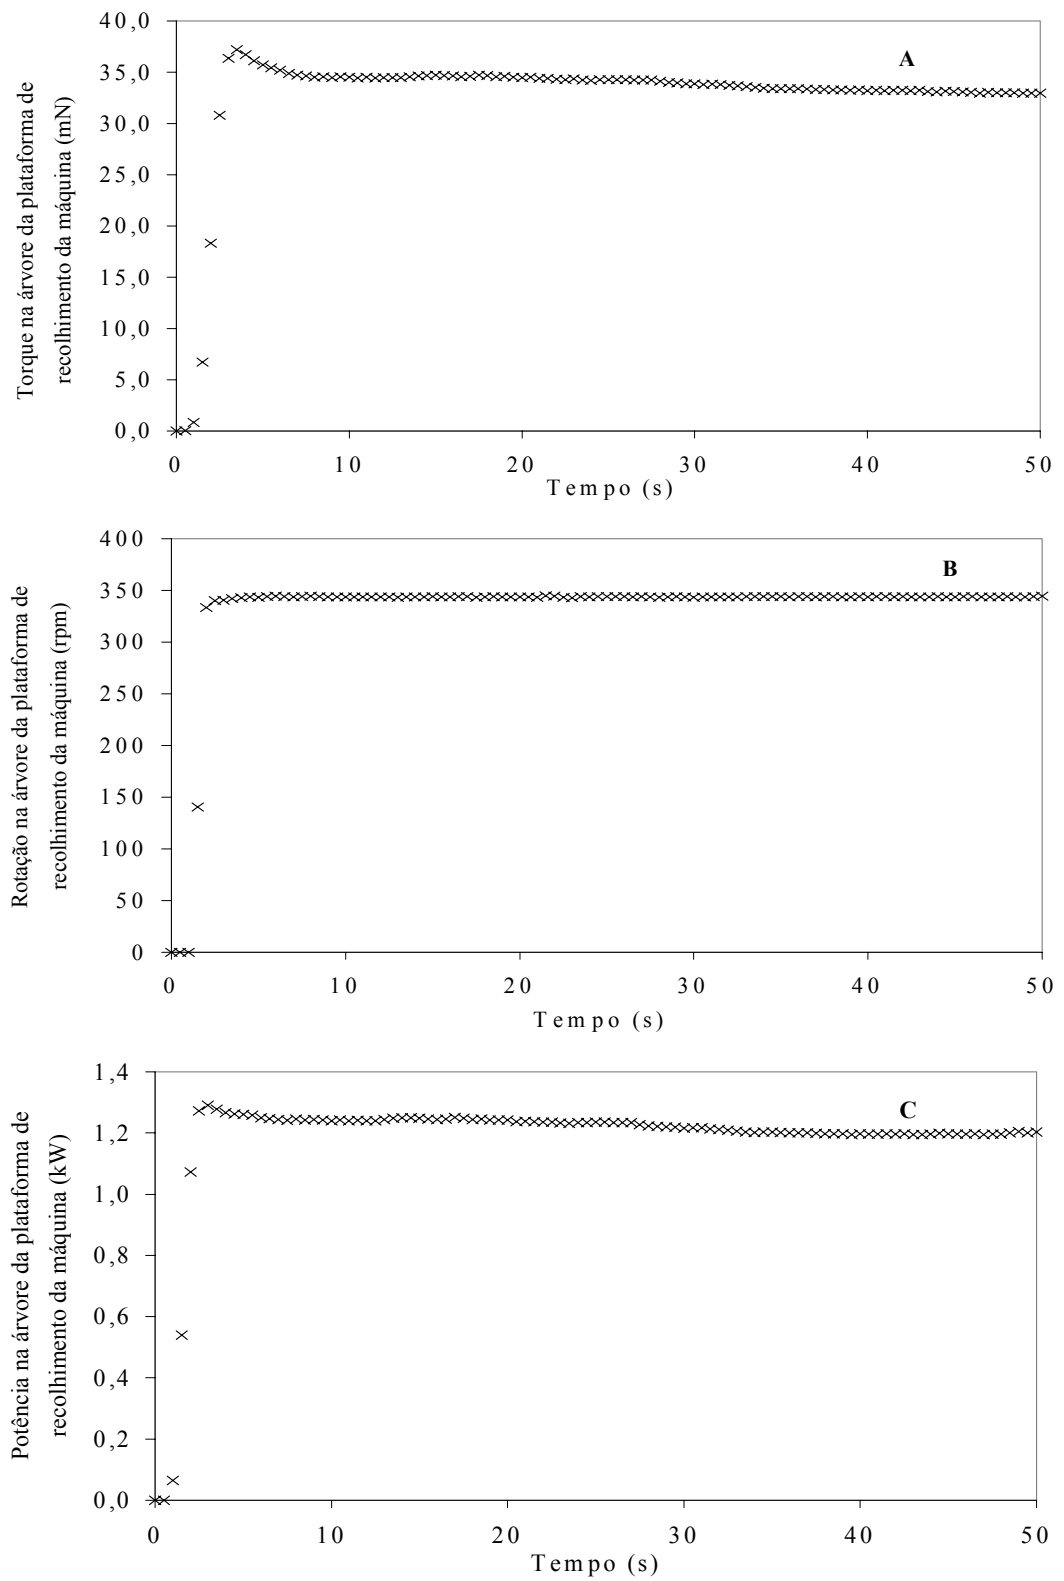 Torque na árvore da plataforma de
recolhimento da máquina (mN)
40,0
35,0
30,0
25,0
20,0
15,0
10,0
5,0
0,0
A
0 10 20 30 40 50
Tempo (s)
Rotação na árvore da plataforma de
recolhimento da máquina (rpm)
400
350
300
350
200
150
100
50
0
B
0 10 20 30 40 50
Tempo (s)
Potência na árvore da plataforma de
recolhimento da máquina (kW)
1,4
1,2
1,0
0,8
0,6
0,4
0,2
0,0
C
0 10 20 30 40 50
Tempo (s)